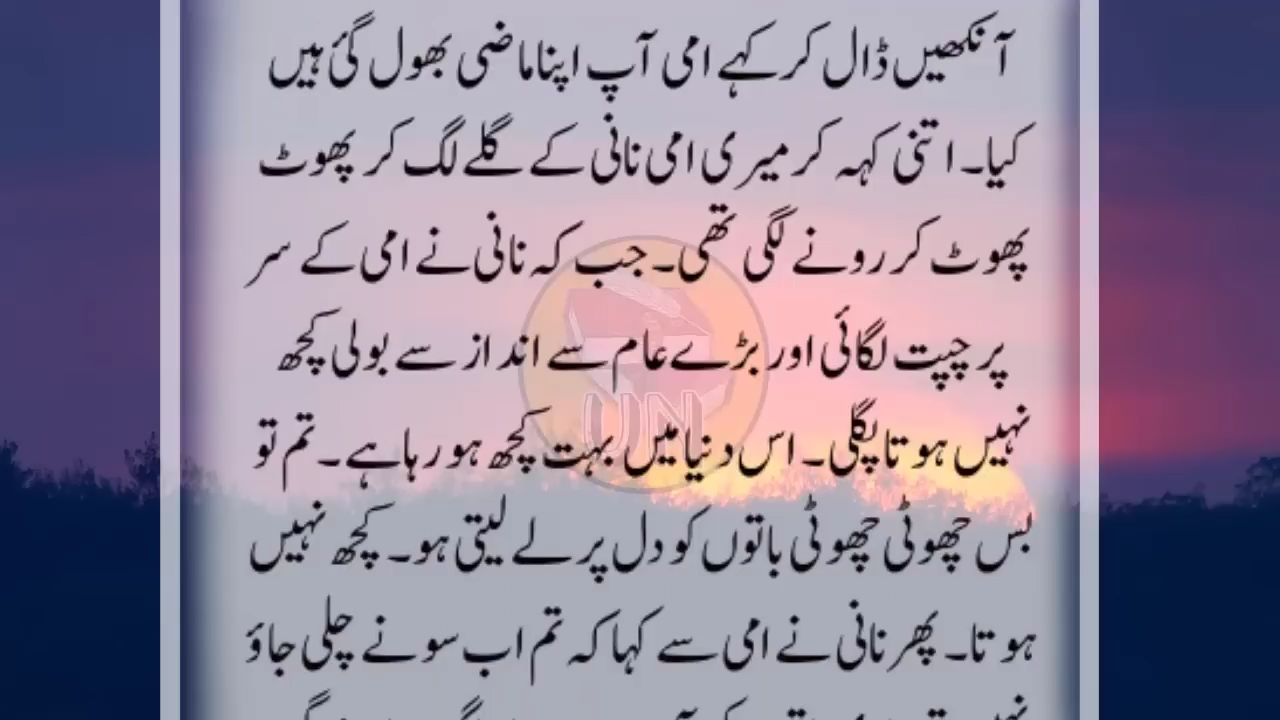 آنکھیں ڈال کر کہے امی آپ اپنا ماضی بھول گئ ہیں
کیا۔ اتنی کہہ کر میری امی نانی کے گلے لگ کر پھوٹ
پھوٹ کر رونے لگی تھی۔ جب کہ نانی نے امی کے سر
پر چپت لگائی اور بڑے عام سے انداز سے بولی کچھ
نہیں ہوتا پگلی۔ اس دنیا میں بہت کچھ ہو رہا ہے۔ تم تو
بس چھوٹی چھوٹی باتوں کو دل پر لے لیتی ہو۔ کچھ نہیں
ہوتا۔ پھر نانی نے امی سے کہا کہ تم اب سونے چلی جاؤ
UN